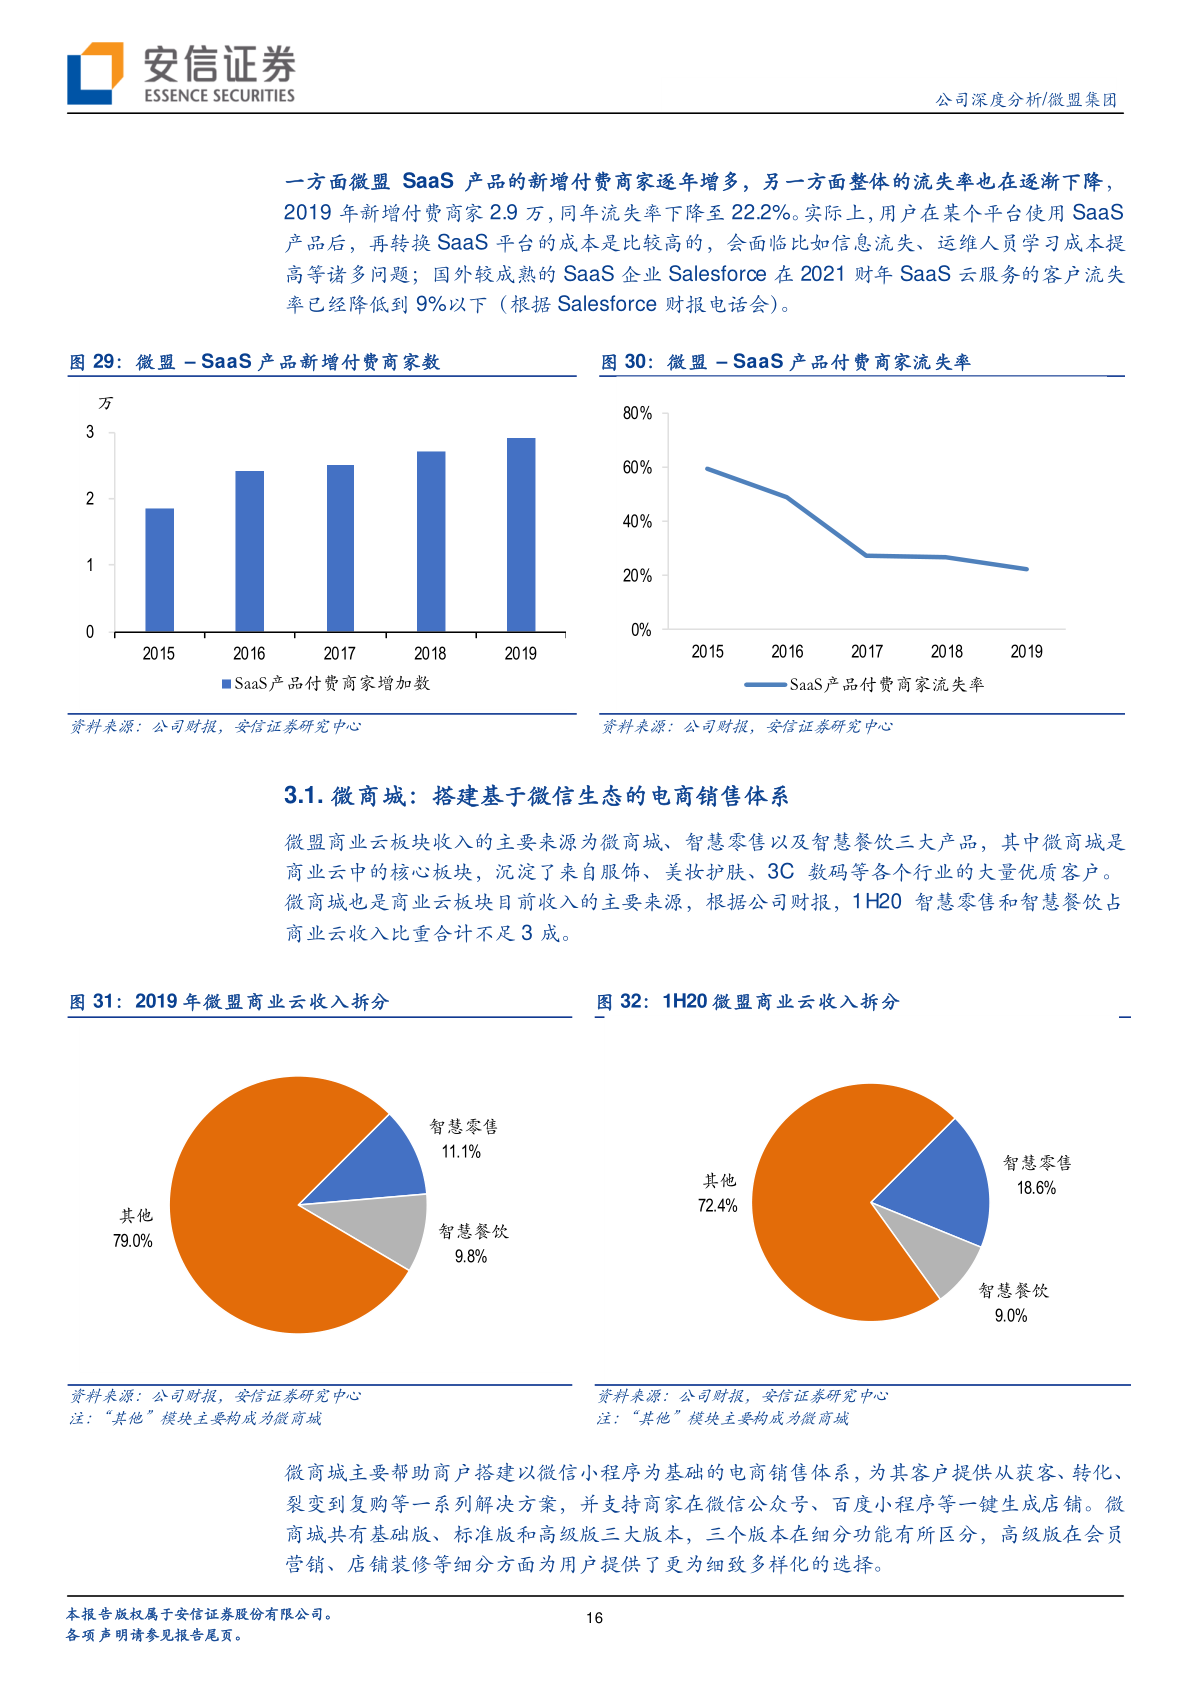 安信证券
ESSENCE SECURITIES
公司深度分析/微盟集团
一方面微盟 SaaS 产品的新增付费商家逐年增多，另一方面整体的流失率也在逐渐下降，
2019 年新增付费商家 2.9 万，同年流失率下降至 22.2%。实际上，用户在某个平台使用 SaaS
产品后，再转换 SaaS 平台的成本是比较高的，会面临比如信息流失、运维人员学习成本提
高等诸多问题；国外较成熟的 SaaS 企业 Salesforce 在 2021 财年 SaaS 云服务的客户流失
率已经降低到 9%以下（根据 Salesforce 财报电话会）。
图 29：微盟 – SaaS 产品新增付费商家数
万
3
2
1
0
2015 2016 2017 2018 2019
SaaS产品付费商家增加数
资料来源：公司财报，安信证券研究中心
图 30：微盟 – SaaS 产品付费商家流失率
80%
60%
40%
20%
0%
2015 2016 2017 2018 2019
SaaS产品付费商家流失率
资料来源：公司财报，安信证券研究中心
3.1. 微商城：搭建基于微信生态的电商销售体系
微盟商业云板块收入的主要来源为微商城、智慧零售以及智慧餐饮三大产品，其中微商城是
商业云中的核心板块，沉淀了来自服饰、美妆护肤、3C 数码等各个行业的大量优质客户。
微商城也是商业云板块目前收入的主要来源，根据公司财报，1H20 智慧零售和智慧餐饮占
商业云收入比重合计不足 3 成。
图 31：2019 年微盟商业云收入拆分
智慧零售
11.1%
智慧餐饮
9.8%
其他
79.0%
资料来源：公司财报，安信证券研究中心
注：“其他”模块主要构成为微商城
图 32：1H20 微盟商业云收入拆分
智慧零售
18.6%
其他
72.4%
智慧餐饮
9.0%
资料来源：公司财报，安信证券研究中心
注：“其他”模块主要构成为微商城
微商城主要帮助商户搭建以微信小程序为基础的电商销售体系，为其客户提供从获客、转化、
裂变到复购等一系列解决方案，并支持商家在微信公众号、百度小程序等一键生成店铺。微
商城共有基础版、标准版和高级版三大版本，三个版本在细分功能有所区分，高级版在会员
营销、店铺装修等细分方面为用户提供了更为细致多样化的选择。
本报告版权属于安信证券股份有限公司。
各项声明请参见报告尾页。
16